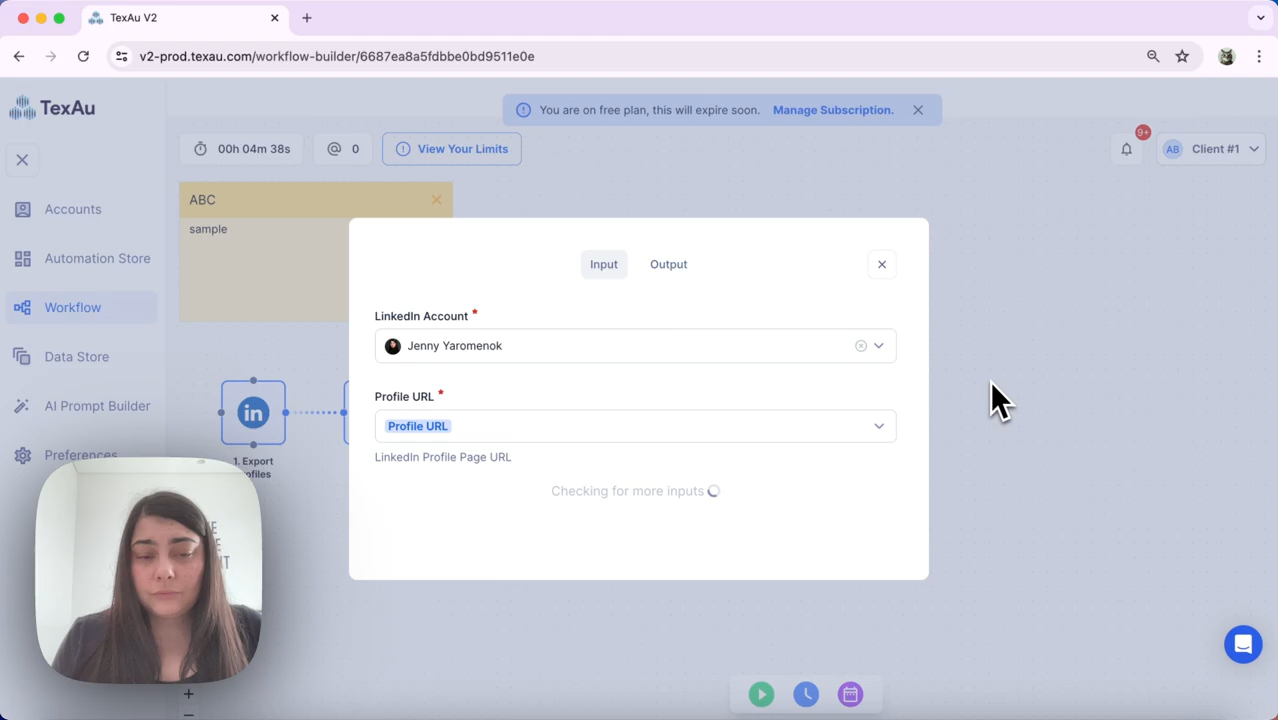 TexAu V2
v2-prod.texau.com/workflow-builder/6687ea8a5fdbbe0bd9511e0e
TexAu
You are on free plan, this will expire soon. Manage Subscription.
00h 04m 38s
0
View Your Limits
9+
AB
Client #1
ABC
sample
Accounts
Automation Store
Workflow
Data Store
AI Prompt Builder
Preferences
Input
Output
LinkedIn Account *
Jenny Yaromenok
Profile URL *
Profile URL
LinkedIn Profile Page URL
Checking for more inputs
in
1. Export